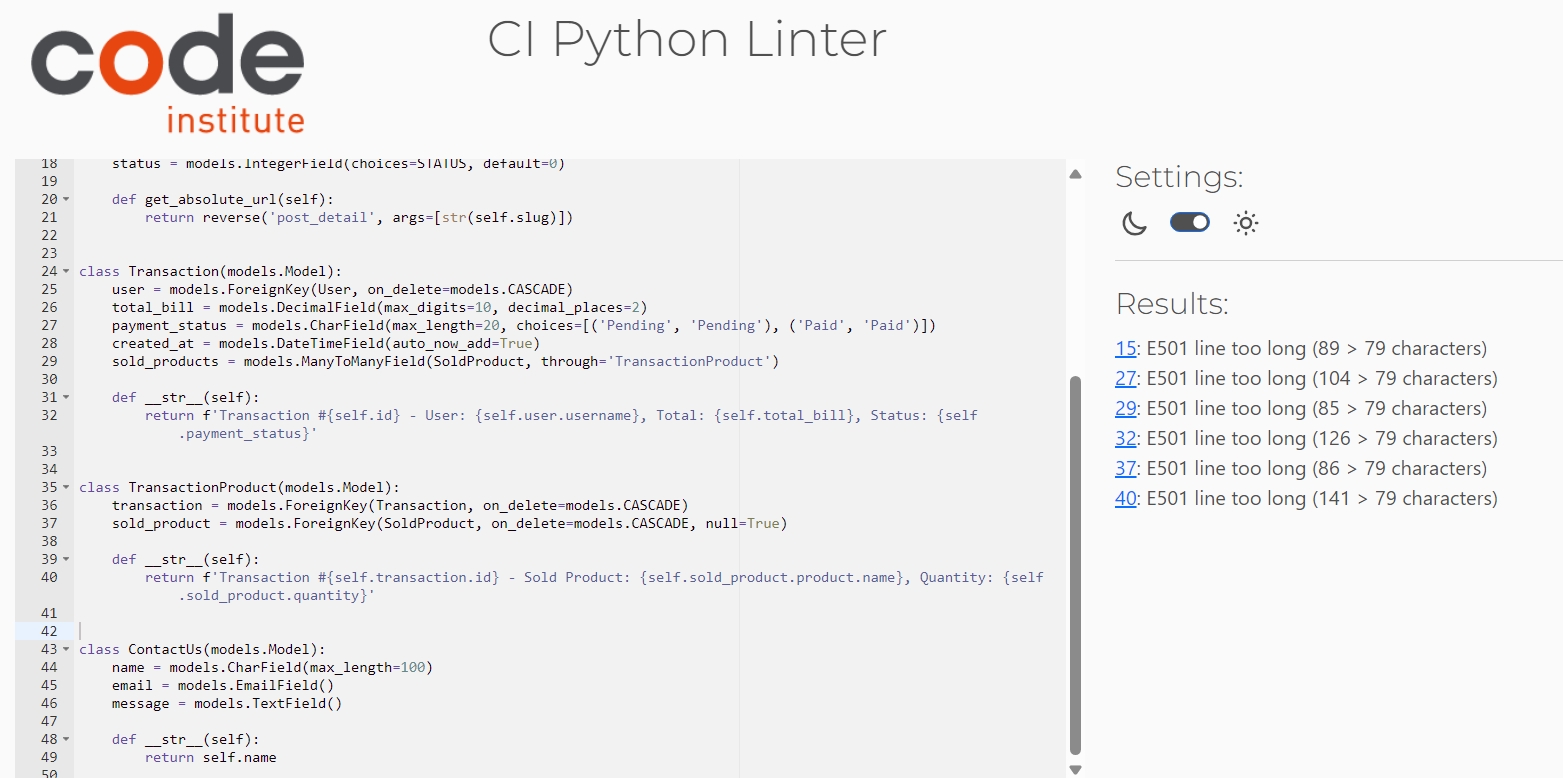 code
institute
CI Python Linter
18 status = models.IntegerField(choices=STATUS, default=0)
19
20 def get_absolute_url(self):
21 return reverse('post_detail', args=[str(self.slug)])
22
23
24 class Transaction(models.Model):
25 user = models.ForeignKey(User, on_delete=models.CASCADE)
26 total_bill = models.DecimalField(max_digits=10, decimal_places=2)
27 payment_status = models.CharField(max_length=20, choices=[('Pending', 'Pending'), ('Paid', 'Paid')])
28 created_at = models.DateTimeField(auto_now_add=True)
29 sold_products = models.ManyToManyField(SoldProduct, through='TransactionProduct')
30
31 def __str__(self):
32 return f'Transaction #{self.id} - User: {self.user.username}, Total: {self.total_bill}, Status: {self
.payment_status}'
33
34
35 class TransactionProduct(models.Model):
36 transaction = models.ForeignKey(Transaction, on_delete=models.CASCADE)
37 sold_product = models.ForeignKey(SoldProduct, on_delete=models.CASCADE, null=True)
38
39 def __str__(self):
40 return f'Transaction #{self.transaction.id} - Sold Product: {self.sold_product.product.name}, Quantity: {self
.sold_product.quantity}'
41
42
43 class ContactUs(models.Model):
44 name = models.CharField(max_length=100)
45 email = models.EmailField()
46 message = models.TextField()
47
48 def __str__(self):
49 return self.name
50
Settings:
Results:
15: E501 line too long (89 > 79 characters)
27: E501 line too long (104 > 79 characters)
29: E501 line too long (85 > 79 characters)
32: E501 line too long (126 > 79 characters)
37: E501 line too long (86 > 79 characters)
40: E501 line too long (141 > 79 characters)